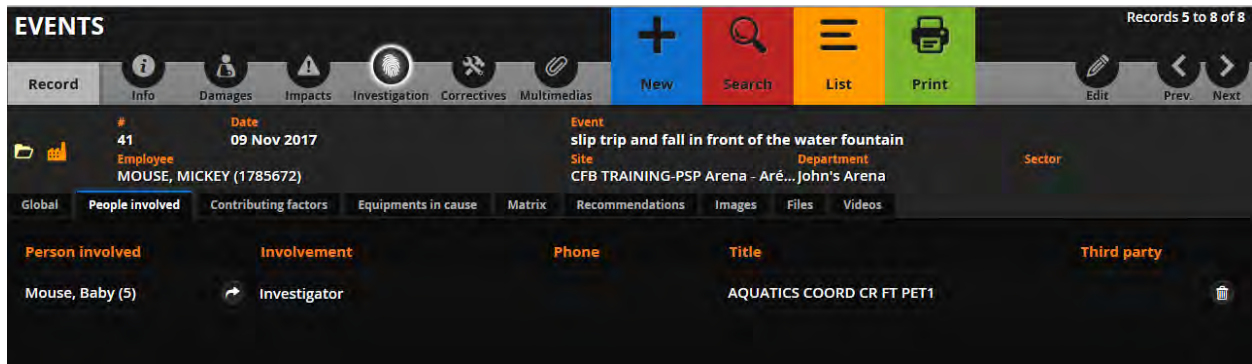 EVENTS
Records 5 to 8 of 8
Record Info Damages Impacts Investigation Correctives Multimedias New Search List Print Edit Prev. Next
# Date Event
41 09 Nov 2017 slip trip and fall in front of the water fountain
Employee Site Department Sector
MOUSE, MICKEY (1785672) CFB TRAINING-PSP Arena - Aré... John's Arena
Global People involved Contributing factors Equipments in cause Matrix Recommendations Images Files Videos
Person involved Involvement Phone Title Third party
Mouse, Baby (5) Investigator AQUATICS COORD CR FT PET1